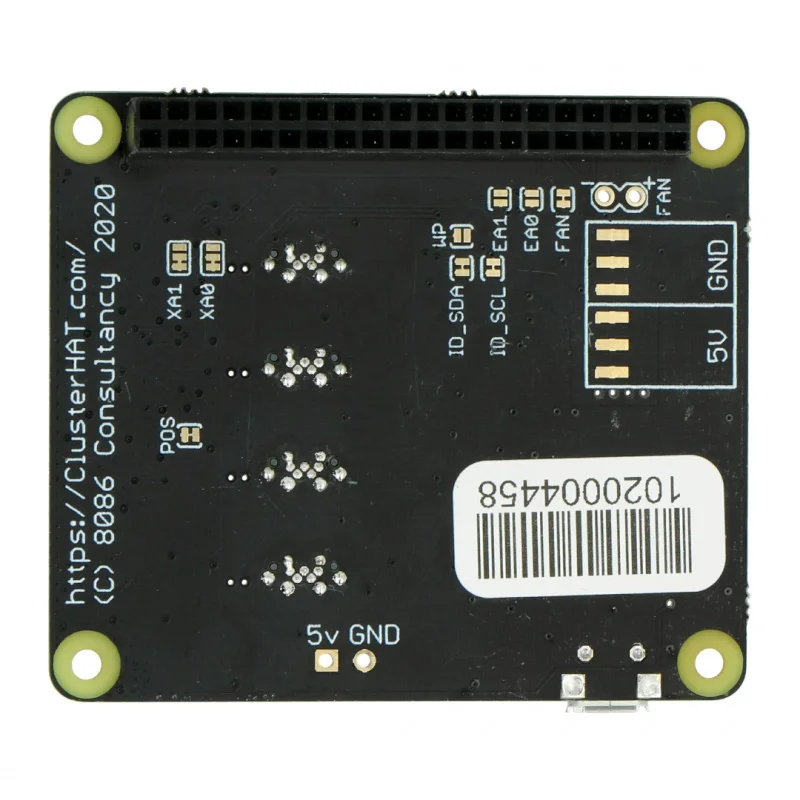 https://ClusterHAT.com/
(C) 8086 Consultancy 2020
XA1
XA0
POS
WP
ID_SDA
ID_SCL
EA1
EA0
FAN
- +
FAN
GND
5V
1020004458
5v GND